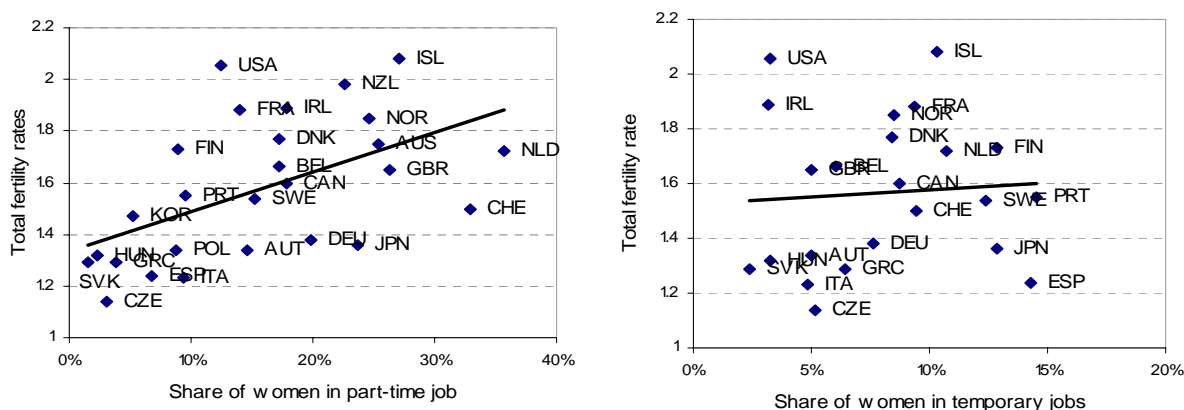 Total fertility rates
2.2
2
1.8
1.6
1.4
1.2
1
0%
10%
20%
30%
40%
Share of women in part-time job
USA
ISL
NZL
FRA
IRL
NOR
FIN
DNK
AUS
NLD
BEL
GBR
PRT
CAN
SWE
CHE
KOR
HUN
GRC
POL
AUT
DEU
JPN
SVK
ESP
ITA
CZE
Total fertility rate
2.2
2
1.8
1.6
1.4
1.2
1
0%
5%
10%
15%
20%
Share of women in temporary jobs
USA
ISL
IRL
FRA
NOR
DNK
NLD
FIN
GBR
BEL
CAN
CHE
SWE
PRT
DEU
JPN
HUN
AUT
SVK
GRC
ITA
ESP
CZE